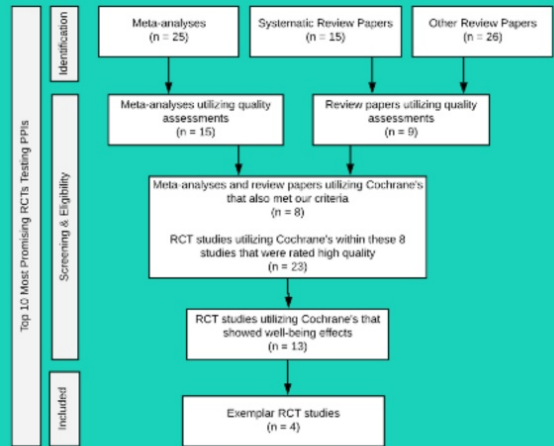 Top 10 Most Promising RCTs Testing PPIs
Identification
Meta-analyses
(n = 25)
Systematic Review Papers
(n = 15)
Other Review Papers
(n = 26)
Screening & Eligibility
Meta-analyses utilizing quality
assessments
(n = 15)
Review papers utilizing quality
assessments
(n = 9)
Meta-analyses and review papers utilizing Cochrane's
that also met our criteria
(n = 8)
RCT studies utilizing Cochrane's within these 8
studies that were rated high quality
(n = 23)
RCT studies utilizing Cochrane's that
showed well-being effects
(n = 13)
Included
Exemplar RCT studies
(n = 4)